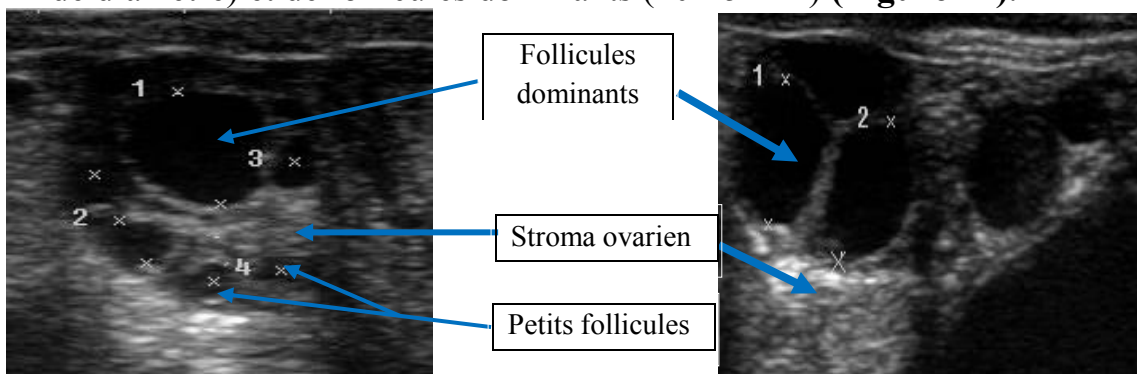 Follicules
dominants
Stroma ovarien
Petits follicules
1
2
3
4
1
2